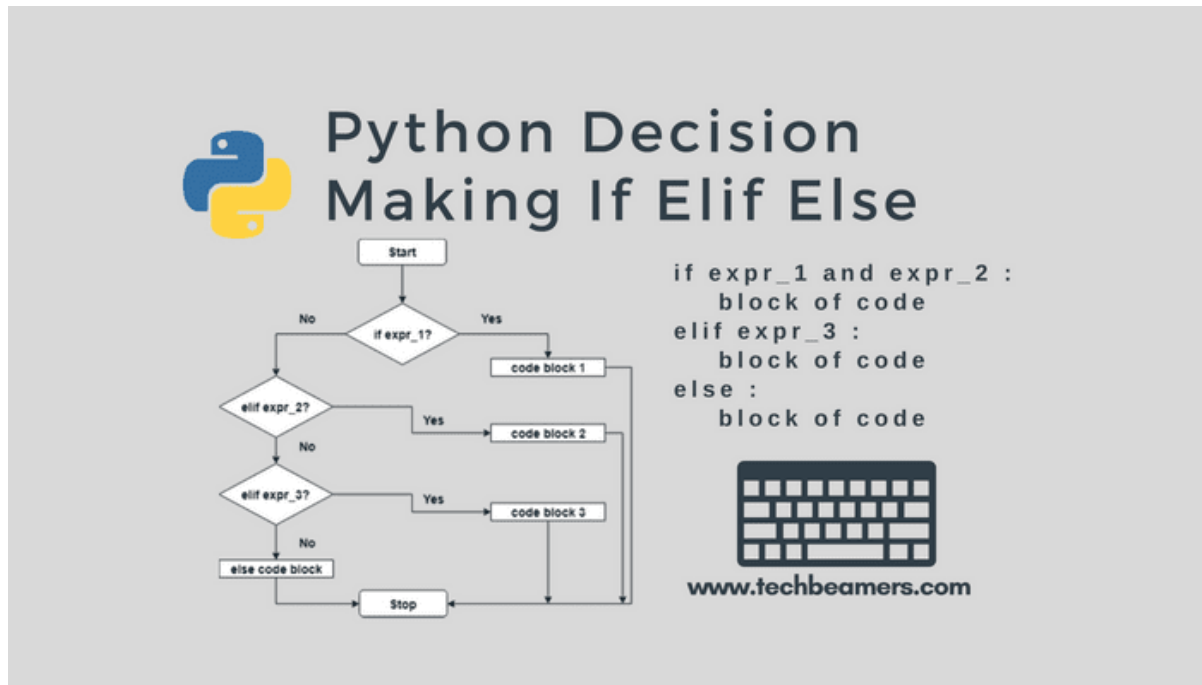 Python Decision
Making If Elif Else
Start
No
Yes
if expr_1?
code block 1
elif expr_2?
Yes
code block 2
No
elif expr_3?
Yes
code block 3
No
else code block
Stop
if expr_1 and expr_2 :
block of code
elif expr_3 :
block of code
else :
block of code
www.techbeamers.com